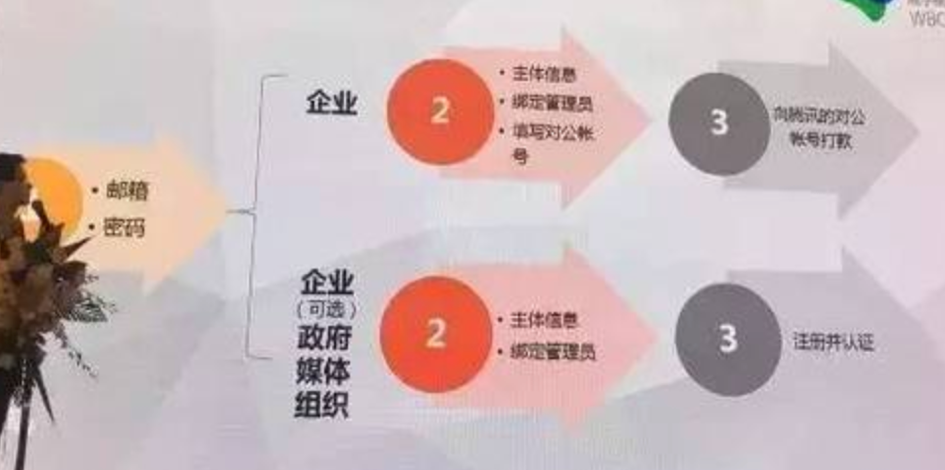 WBC
邮箱
密码
企业
2
• 主体信息
• 绑定管理员
• 填写对公帐
号
3
向腾讯的对公
帐号打款
企业
(可选)
政府
媒体
组织
2
• 主体信息
• 绑定管理员
3
注册并认证